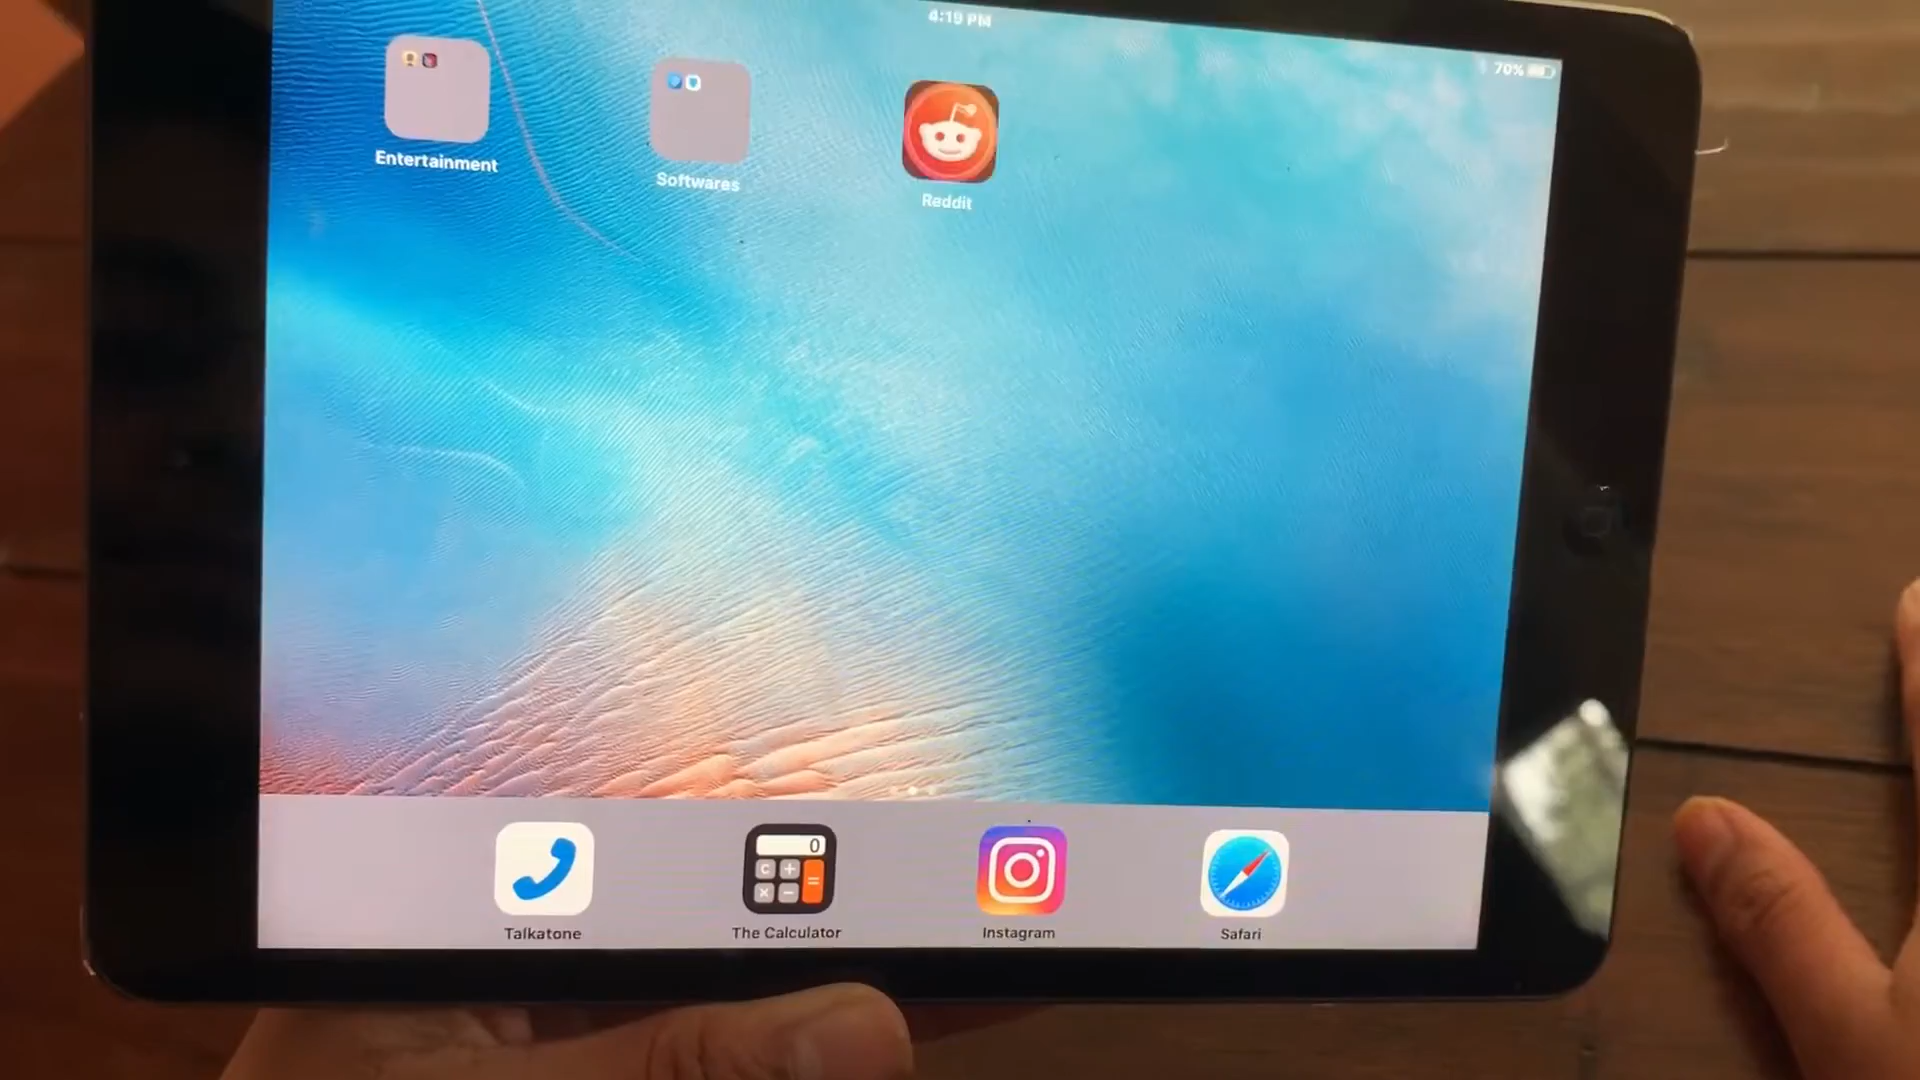 4:19 PM
70%
Entertainment
Softwares
Reddit
0
C +
× − =
Talkatone
The Calculator
Instagram
Safari